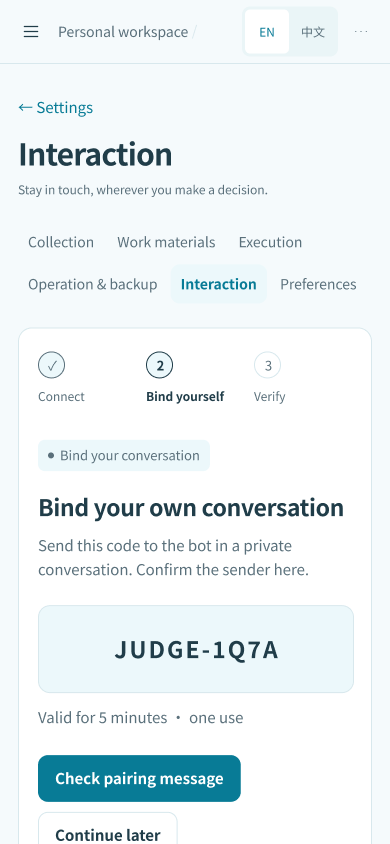 Personal workspace /
EN
中文
...
← Settings
Interaction
Stay in touch, wherever you make a decision.
Collection Work materials Execution
Operation & backup Interaction Preferences
✓ 2 3
Connect Bind yourself Verify
• Bind your conversation
Bind your own conversation
Send this code to the bot in a private
conversation. Confirm the sender here.
JUDGE-1Q7A
Valid for 5 minutes · one use
Check pairing message
Continue later